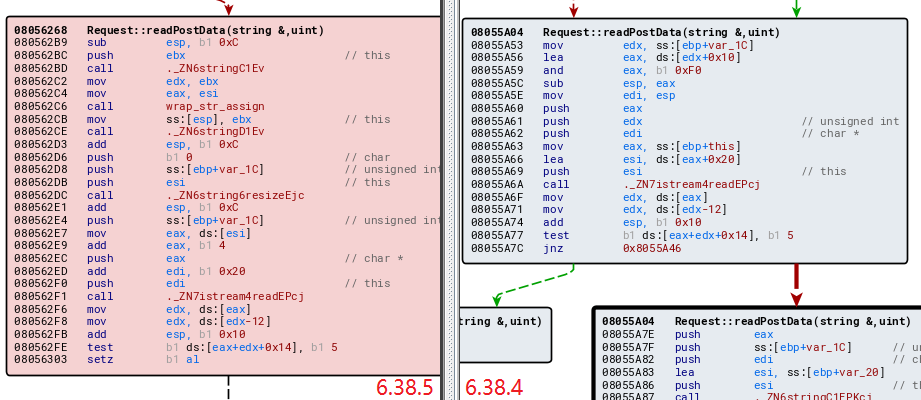 08056268 Request::readPostData(string &,uint)
080562B9 sub esp, b1 0xC
080562BC push ebx // this
080562BD call ._ZN6stringC1Ev
080562C2 mov edx, ebx
080562C4 mov eax, esi
080562C6 call wrap_str_assign
080562CB mov ss:[esp], ebx // this
080562CE call ._ZN6stringD1Ev
080562D3 add esp, b1 0xC
080562D6 push b1 0 // char
080562D8 push ss:[ebp+var_1C] // unsigned int
080562DB push esi // this
080562DC call ._ZN6string6resizeEjc
080562E1 add esp, b1 0xC
080562E4 push ss:[ebp+var_1C] // unsigned int
080562E7 mov eax, ds:[esi]
080562E9 add eax, b1 4
080562EC push eax // char *
080562ED add edi, b1 0x20
080562F0 push edi // this
080562F1 call ._ZN7istream4readEPcj
080562F6 mov edx, ds:[eax]
080562F8 mov edx, ds:[edx-12]
080562FB add esp, b1 0x10
080562FE test b1 ds:[eax+edx+0x14], b1 5
08056303 setz b1 al
6.38.5
08055A04 Request::readPostData(string &,uint)
08055A53 mov edx, ss:[ebp+var_1C]
08055A56 lea eax, ds:[edx+0x10]
08055A59 and eax, b1 0xF0
08055A5C sub esp, eax
08055A5E mov edi, esp
08055A60 push eax
08055A61 push edx // unsigned int
08055A62 push edi // char *
08055A63 mov eax, ss:[ebp+this]
08055A66 lea esi, ds:[eax+0x20]
08055A69 push esi // this
08055A6A call ._ZN7istream4readEPcj
08055A6F mov edx, ds:[eax]
08055A71 mov edx, ds:[edx-12]
08055A74 add esp, b1 0x10
08055A77 test b1 ds:[eax+edx+0x14], b1 5
08055A7C jnz 0x8055A46
tring &,uint)
6.38.4
08055A04 Request::readPostData(string &,uint)
08055A7E push eax
08055A7F push ss:[ebp+var_1C] // un
08055A82 push edi // ch
08055A83 lea esi, ss:[ebp+var_20]
08055A86 push esi // th
08055A87 call ._ZN6stringC1EPKcj